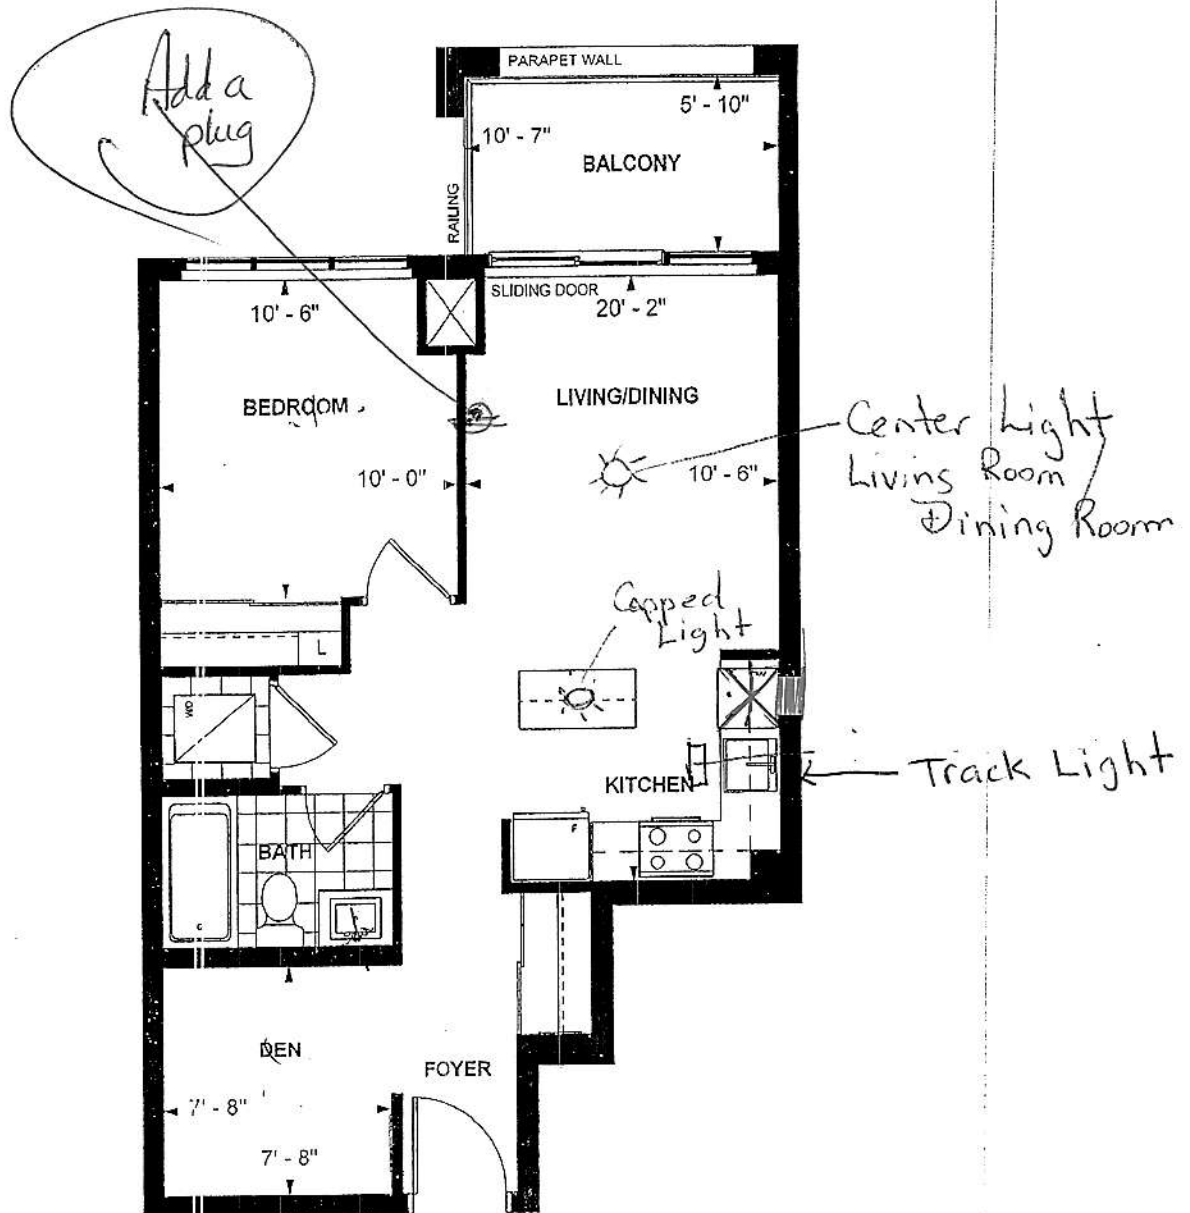 Add a
plug
PARAPET WALL
5' - 10"
10' - 7"
BALCONY
RAILING
SLIDING DOOR
10' - 6"
20' - 2"
BEDROOM
LIVING/DINING
Center Light
Livins Room
Dining Room
10' - 0"
10' - 6"
Capped
Light
L
WD
KITCHEN
Track Light
F
BATH
DEN
FOYER
7' - 8"
7' - 8"